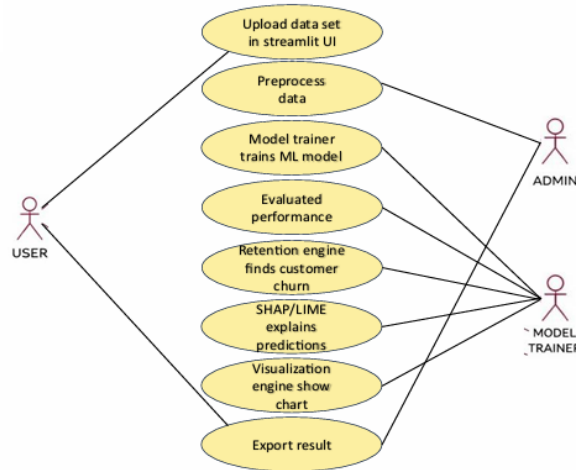 Upload data set
in streamlit UI
Preprocess
data
Model trainer
trains ML model
Evaluated
performance
Retention engine
finds customer
churn
SHAP/LIME
explains
predictions
Visualization
engine show
chart
Export result
USER
ADMIN
` MODEL
` TRAINER